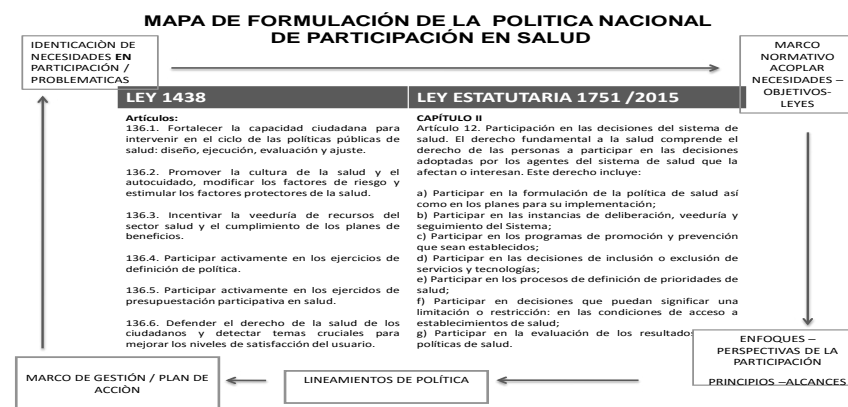 MAPA DE FORMULACIÓN DE LA POLITICA NACIONAL
DE PARTICIPACIÓN EN SALUD
IDENTICACIÒN DE
NECESIDADES EN
PARTICIPACIÓN /
PROBLEMATICAS
MARCO
NORMATIVO
ACOPLAR
NECESIDADES –
OBJETIVOS-
LEYES
LEY 1438
Artículos:
136.1. Fortalecer la capacidad ciudadana para
intervenir en el ciclo de las políticas públicas de
salud: diseño, ejecución, evaluación y ajuste.
136.2. Promover la cultura de la salud y el
autocuidado, modificar los factores de riesgo y
estimular los factores protectores de la salud.
136.3. Incentivar la veeduría de recursos del
sector salud y el cumplimiento de los planes de
beneficios.
136.4. Participar activamente en los ejercicios de
definición de política.
136.5. Participar activamente en los ejercidos de
presupuestación participativa en salud.
136.6. Defender el derecho de la salud de los
ciudadanos y detectar temas cruciales para
mejorar los niveles de satisfacción del usuario.
LEY ESTATUTARIA 1751 /2015
CAPÍTULO II
Artículo 12. Participación en las decisiones del sistema de
salud. El derecho fundamental a la salud comprende el
derecho de las personas a participar en las decisiones
adoptadas por los agentes del sistema de salud que la
afectan o interesan. Este derecho incluye:
a) Participar en la formulación de la política de salud así
como en los planes para su implementación;
b) Participar en las instancias de deliberación, veeduría y
seguimiento del Sistema;
c) Participar en los programas de promoción y prevención
que sean establecidos;
d) Participar en las decisiones de inclusión o exclusión de
servicios y tecnologías;
e) Participar en los procesos de definición de prioridades de
salud;
f) Participar en decisiones que puedan significar una
limitación o restricción: en las condiciones de acceso a
establecimientos de salud;
g) Participar en la evaluación de los resultados
políticas de salud.
ENFOQUES –
PERSPECTIVAS DE LA
PARTICIPACIÓN
PRINCIPIOS –ALCANCES
LINEAMIENTOS DE POLÍTICA
MARCO DE GESTIÓN / PLAN DE
ACCIÒN